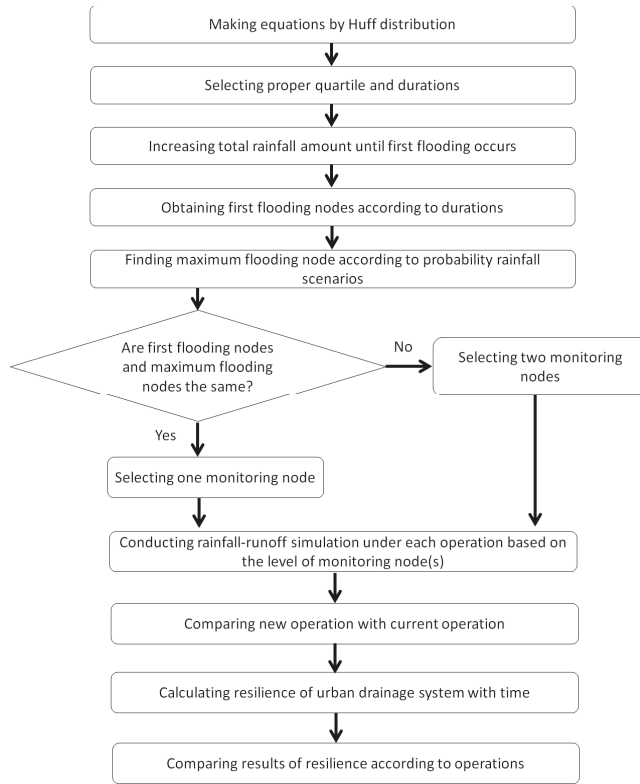 Making equations by Huff distribution
Selecting proper quartile and durations
Increasing total rainfall amount until first flooding occurs
Obtaining first flooding nodes according to durations
Finding maximum flooding node according to probability rainfall
scenarios
Are first flooding nodes
and maximum flooding
nodes the same?
No
Selecting two monitoring
nodes
Yes
Selecting one monitoring node
Conducting rainfall-runoff simulation under each operation based on
the level of monitoring node(s)
Comparing new operation with current operation
Calculating resilience of urban drainage system with time
Comparing results of resilience according to operations